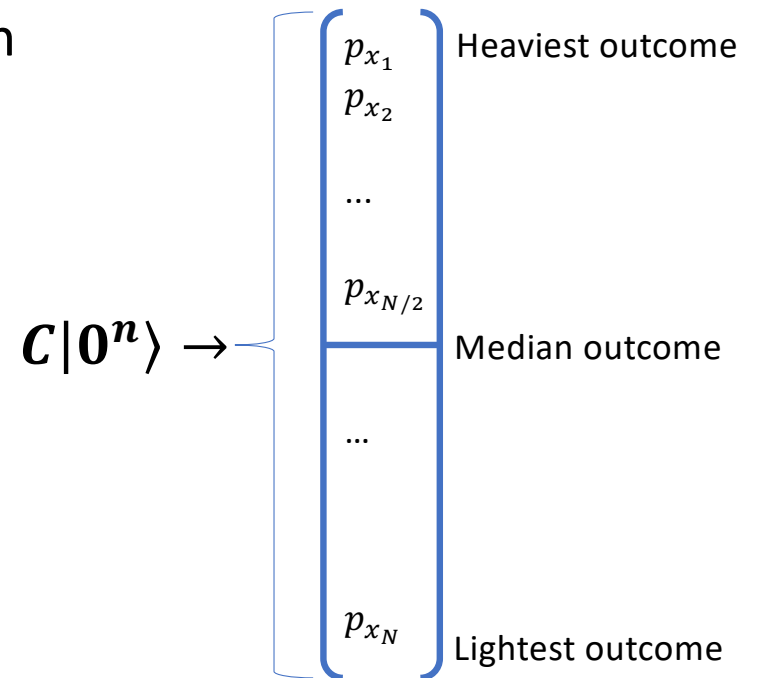 n
p_{x_1} Heaviest outcome
p_{x_2}
...
p_{x_{N/2}}
C|0^n⟩ → Median outcome
...
p_{x_N}
Lightest outcome